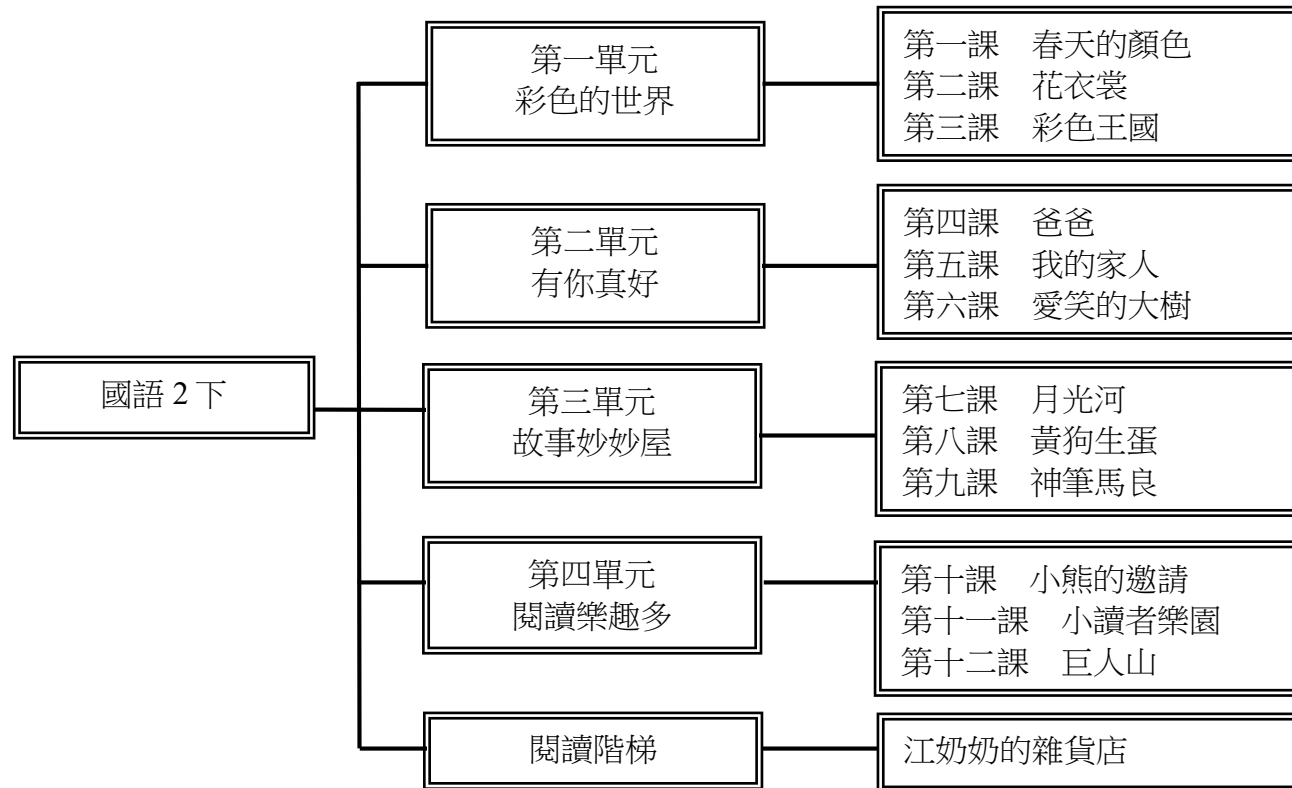 國語 2 下
第一單元
彩色的世界
第一課　春天的顏色
第二課　花衣裳
第三課　彩色王國
第二單元
有你真好
第四課　爸爸
第五課　我的家人
第六課　愛笑的大樹
第三單元
故事妙妙屋
第七課　月光河
第八課　黃狗生蛋
第九課　神筆馬良
第四單元
閱讀樂趣多
第十課　小熊的邀請
第十一課　小讀者樂園
第十二課　巨人山
閱讀階梯
江奶奶的雜貨店